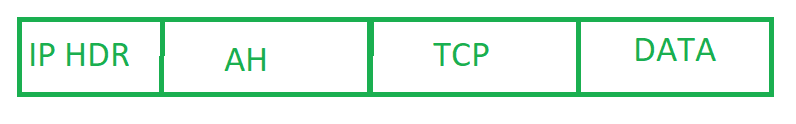 IP HDR AH TCP DATA